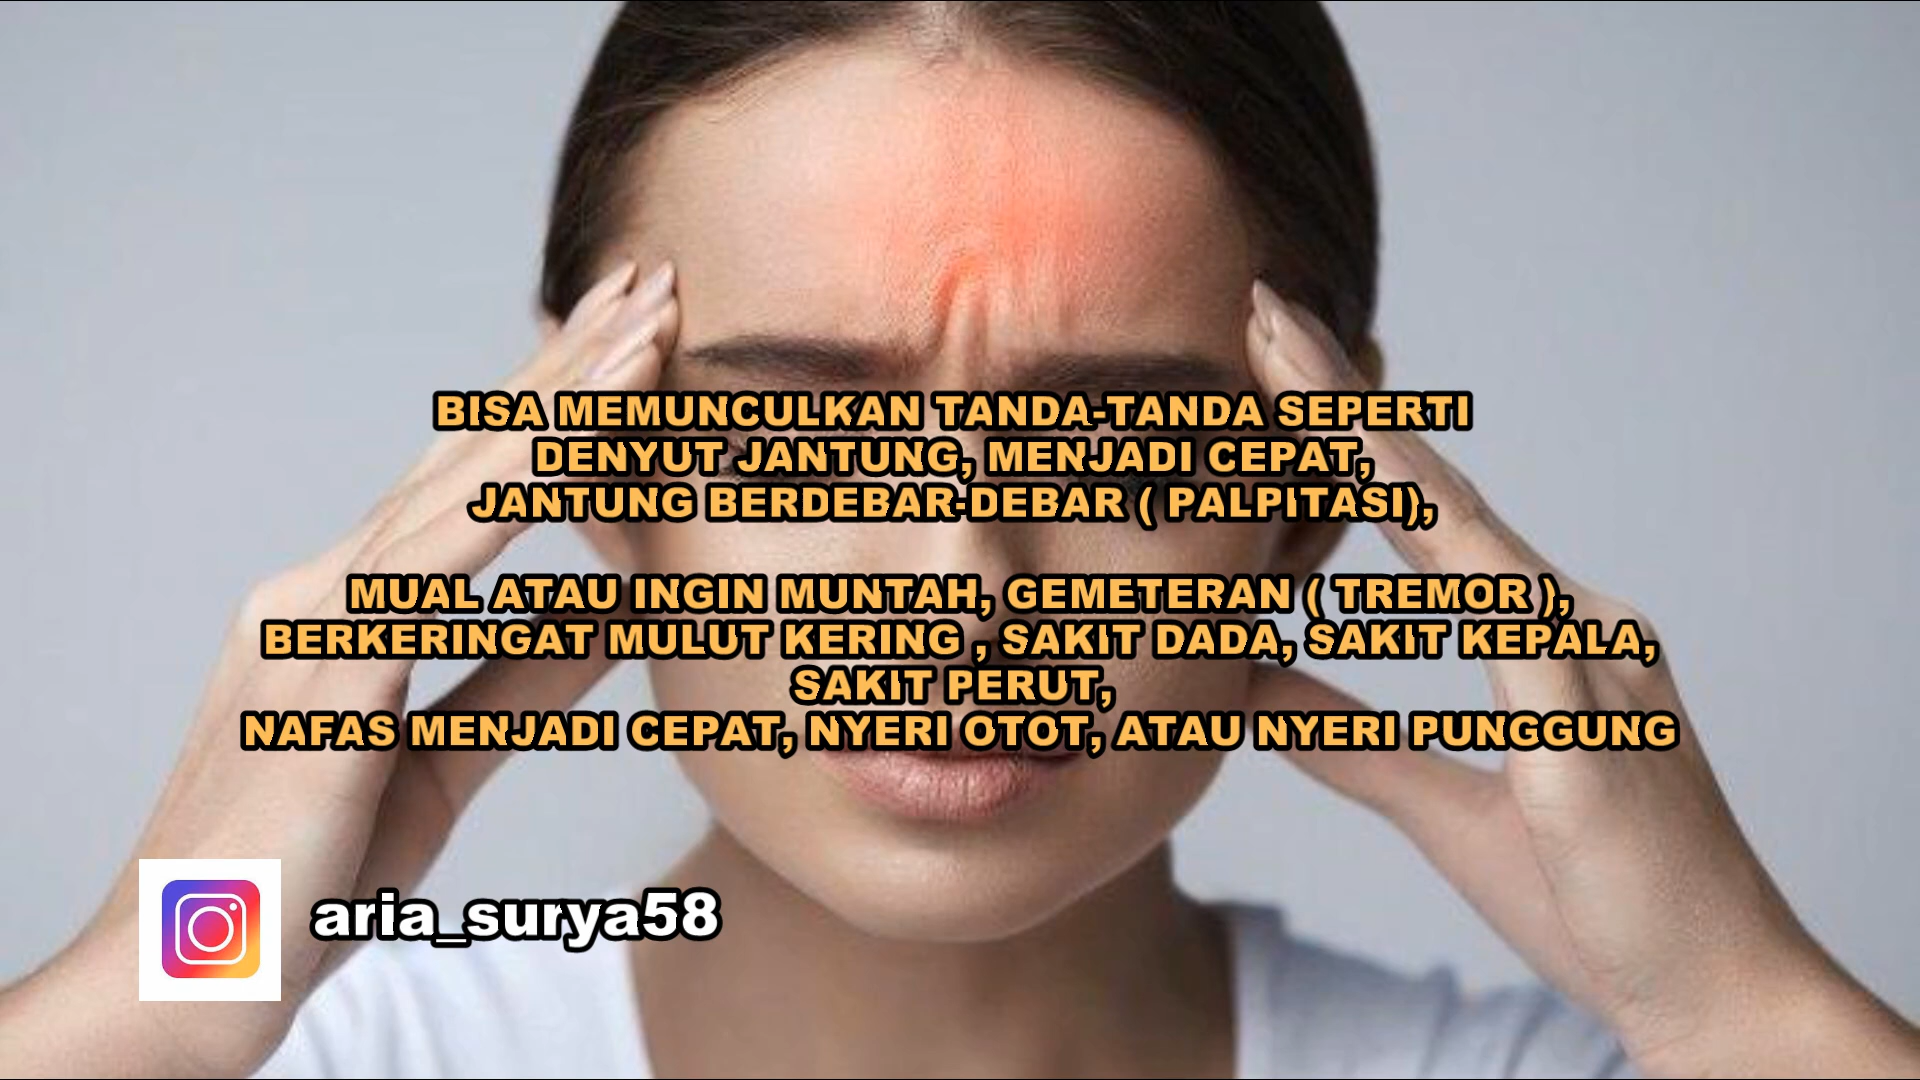 BISA MEMUNCULKAN TANDA-TANDA SEPERTI
DENYUT JANTUNG, MENJADI CEPAT,
JANTUNG BERDEBAR-DEBAR ( PALPITASI),
MUAL ATAU INGIN MUNTAH, GEMETERAN ( TREMOR ),
BERKERINGAT MULUT KERING , SAKIT DADA, SAKIT KEPALA,
SAKIT PERUT,
NAFAS MENJADI CEPAT, NYERI OTOT, ATAU NYERI PUNGGUNG
aria_surya58